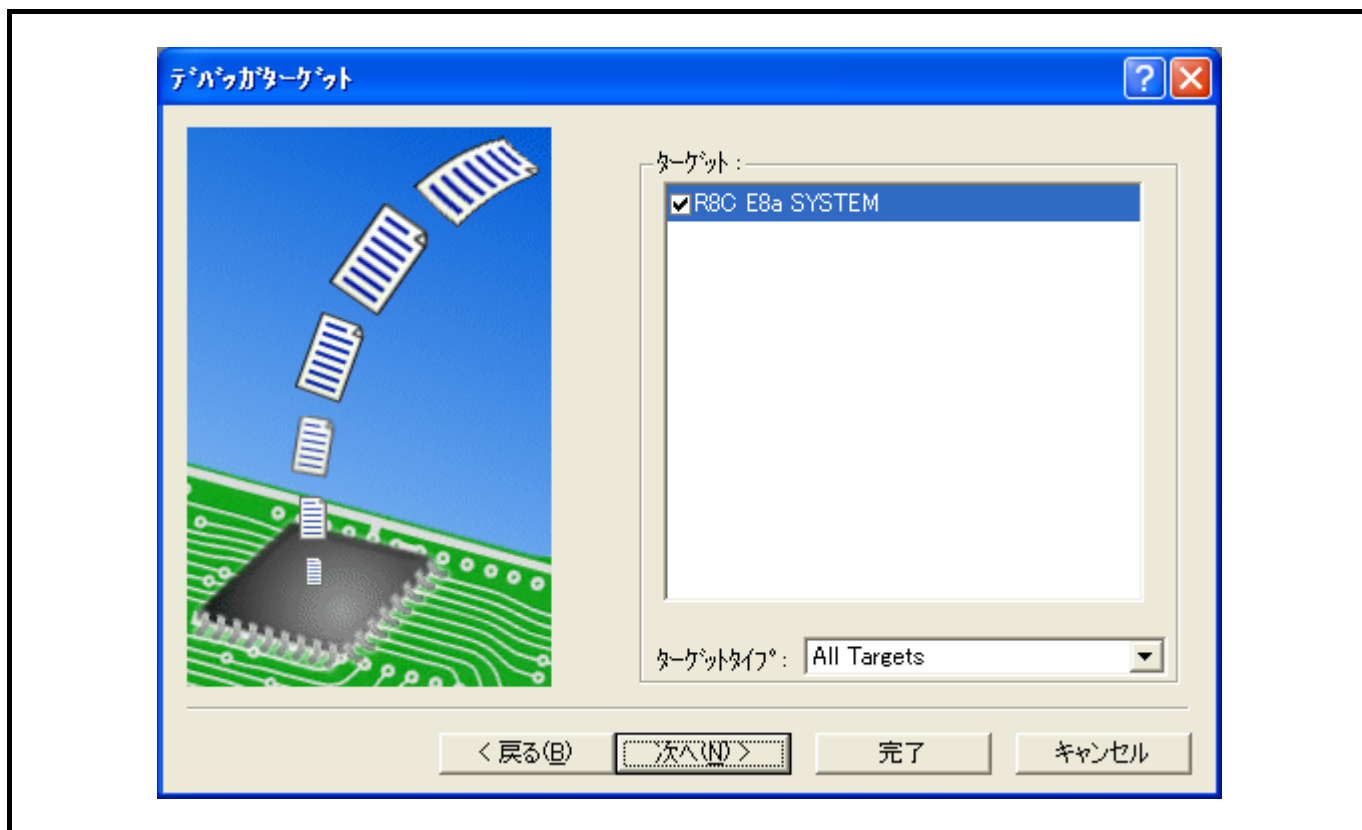 デバッガターゲット
ターゲット :
R8C E8a SYSTEM
ターゲットタイプ : All Targets
< 戻る(B) 次へ(N) > 完了 キャンセル